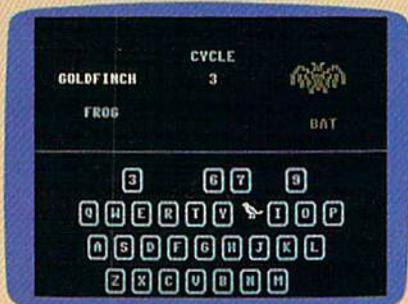 CYCLE
GOLDFINCH 3
FROG
BAT
3 6 7 9
Q W E R T Y I O P
A S D F G H J K L
Z X C V B N M